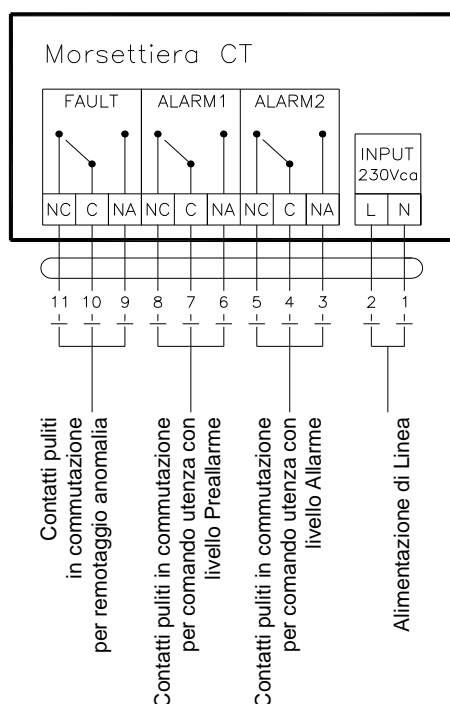 Morsettiera CT
FAULT ALARM1 ALARM2
INPUT
230Vca
NC C NA NC C NA NC C NA L N
11 10 9 8 7 6 5 4 3 2 1
Contatti puliti
in commutazione
per remotaggio anomalia
Contatti puliti in commutazione
per comando utenza con
livello Preallarme
Contatti puliti in commutazione
per comando utenza con
livello Allarme
Alimentazione di Linea